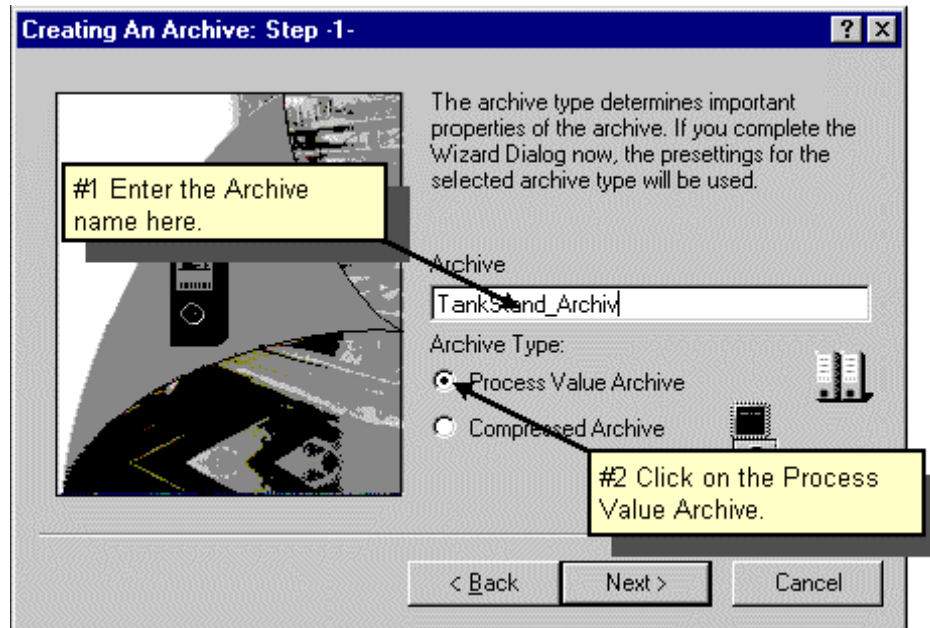 Creating An Archive: Step -1-
The archive type determines important
properties of the archive. If you complete the
Wizard Dialog now, the presettings for the
selected archive type will be used.
#1 Enter the Archive
name here.
Archive
TankStand_Archiv
Archive Type:
Process Value Archive
Compressed Archive
#2 Click on the Process
Value Archive.
< Back
Next >
Cancel